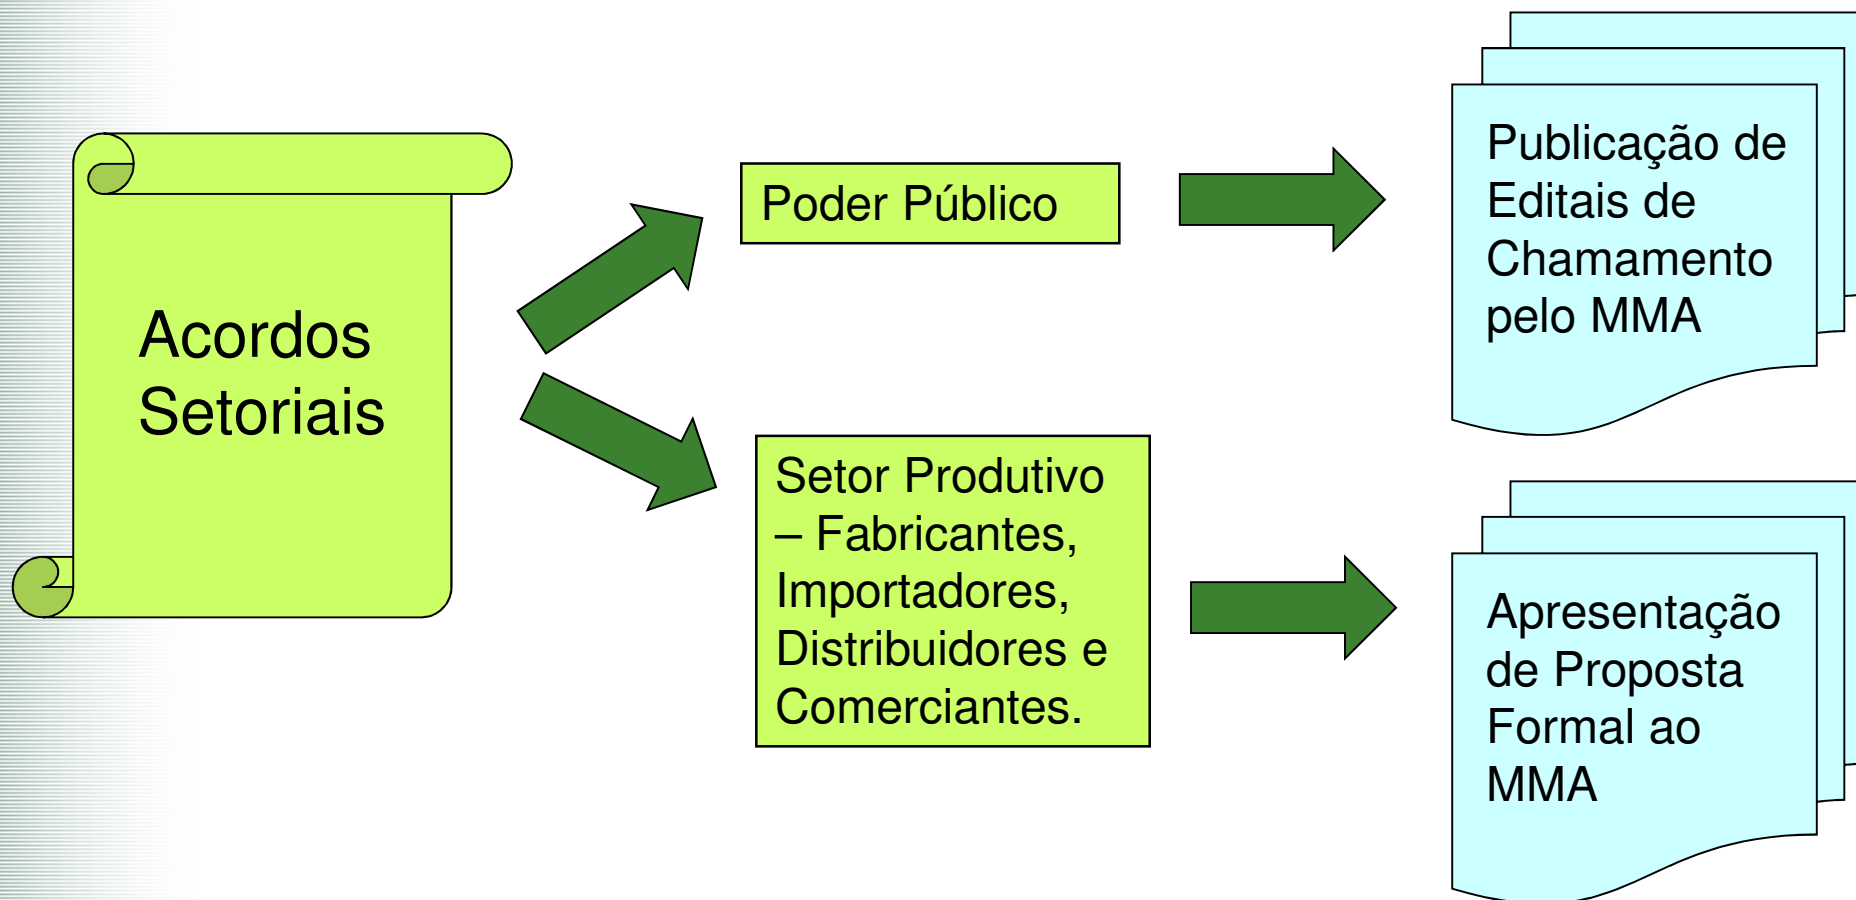 Acordos
Setoriais
Poder Público
Publicação de
Editais de
Chamamento
pelo MMA
Setor Produtivo
– Fabricantes,
Importadores,
Distribuidores e
Comerciantes.
Apresentação
de Proposta
Formal ao
MMA